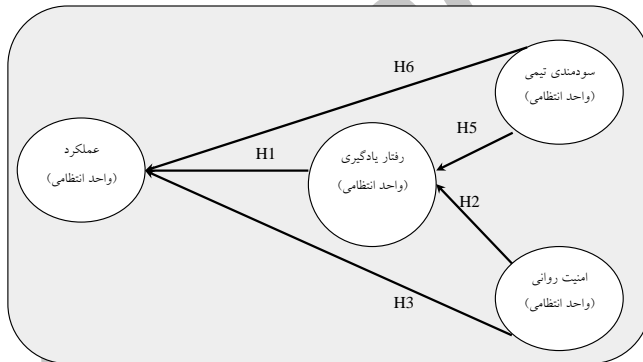 H6
سودمندی تیمی
(واحد انتظامی)
H5
عملکرد
(واحد انتظامی)
H1
رفتار یادگیری
(واحد انتظامی)
H2
امنیت روانی
(واحد انتظامی)
H3